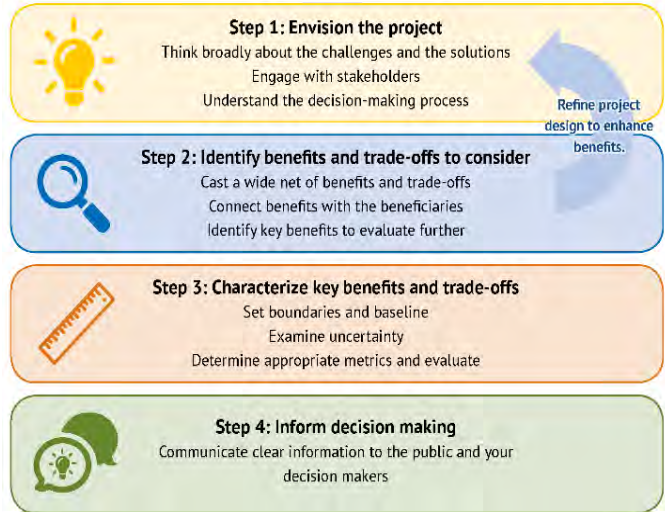 Step 1: Envision the project
Think broadly about the challenges and the solutions
Engage with stakeholders
Understand the decision-making process
Refine project
design to enhance
benefits.
Step 2: Identify benefits and trade-offs to consider
Cast a wide net of benefits and trade-offs
Connect benefits with the beneficiaries
Identify key benefits to evaluate further
Step 3: Characterize key benefits and trade-offs
Set boundaries and baseline
Examine uncertainty
Determine appropriate metrics and evaluate
Step 4: Inform decision making
Communicate clear information to the public and your
decision makers